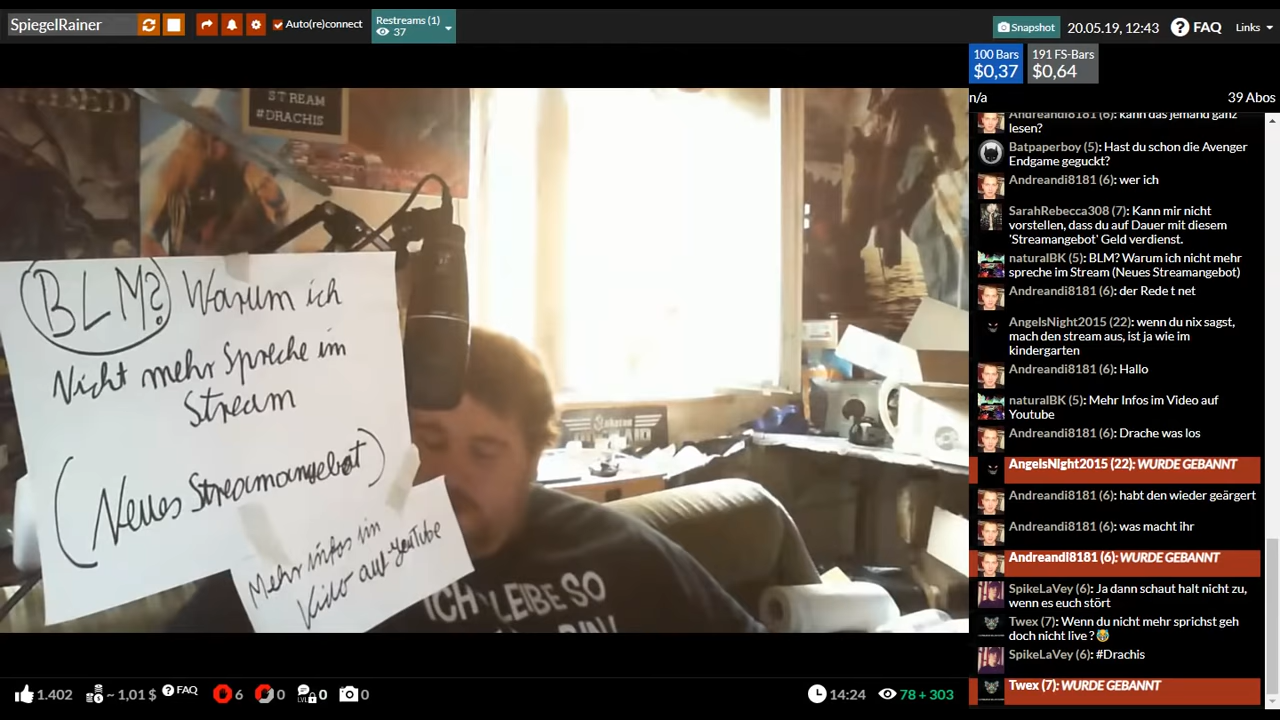 SpiegelRainer
Auto(re)connect
Restreams (1)
37
Snapshot
20.05.19, 12:43
FAQ
Links
100 Bars
$0,37
191 FS-Bars
$0,64
n/a
39 Abos
STREAM
#DRACHIS
(BLM?) Warum ich
Nicht mehr Spreche im
Stream
(Neues Streamangebot)
Mehr infos im
Video auf YouTube
ICH BLEIBE SO
BIN!
Andreandi8181 (6): kann das jemand ganz
lesen?
Batpaperboy (5): Hast du schon die Avenger
Endgame geguckt?
Andreandi8181 (6): wer ich
SarahRebecca308 (7): Kann mir nicht
vorstellen, dass du auf Dauer mit diesem
'Streamangebot' Geld verdienst.
naturalBK (5): BLM? Warum ich nicht mehr
spreche im Stream (Neues Streamangebot)
Andreandi8181 (6): der Rede t net
AngelsNight2015 (22): wenn du nix sagst,
mach den stream aus, ist ja wie im
kindergarten
Andreandi8181 (6): Hallo
naturalBK (5): Mehr Infos im Video auf
Youtube
Andreandi8181 (6): Drache was los
AngelsNight2015 (22): WURDE GEBANNT
Andreandi8181 (6): habt den wieder geärgert
Andreandi8181 (6): was macht ihr
Andreandi8181 (6): WURDE GEBANNT
SpikeLaVey (6): Ja dann schaut halt nicht zu,
wenn es euch stört
Twex (7): Wenn du nicht mehr sprichst geh
doch nicht live ?😭
SpikeLaVey (6): #Drachis
Twex (7): WURDE GEBANNT
1.402
~ 1,01 $
FAQ
6
0
LVL
0
0
14:24
78 + 303